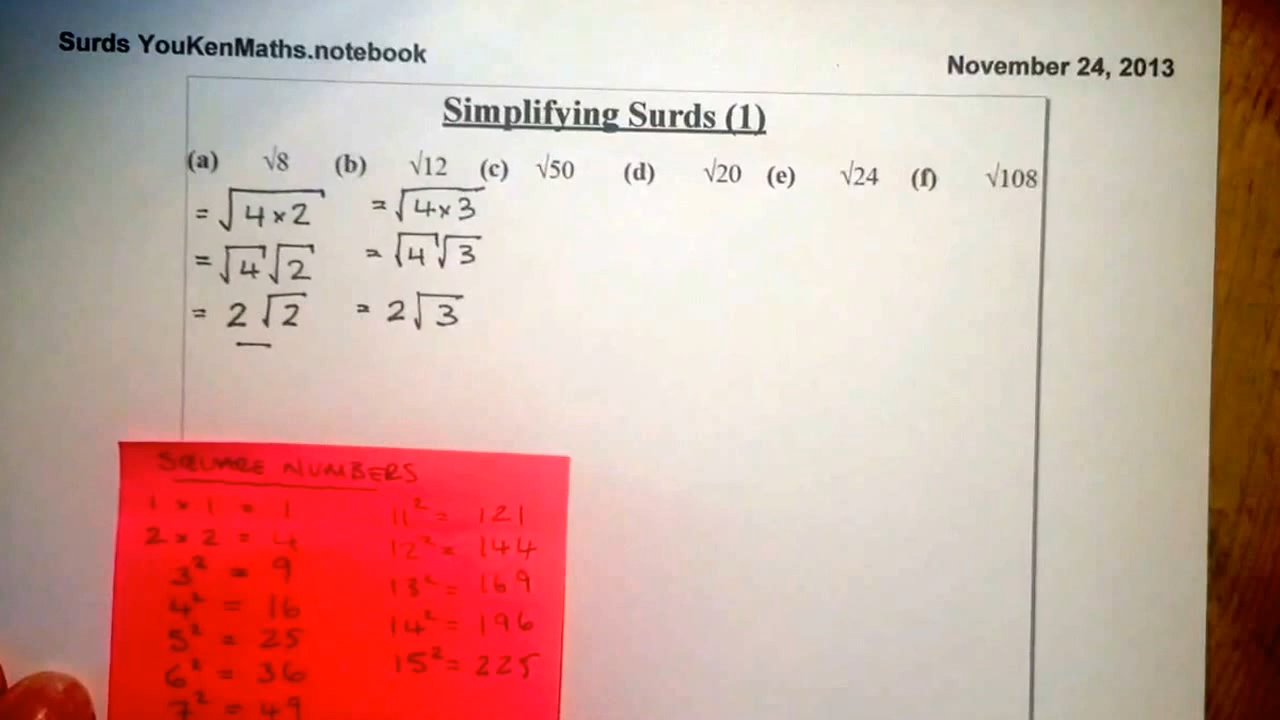 Surds YouKenMaths.notebook
November 24, 2013
Simplifying Surds (1)
(a) √8 (b) √12 (c) √50 (d) √20 (e) √24 (f) √108
= √4×2 = √4×3
= √4 √2 = √4 √3
= 2√2 = 2√3
SQUARE NUMBERS
1 × 1 = 1 11² = 121
2 × 2 = 4 12² = 144
3² = 9 13² = 169
4² = 16 14² = 196
5² = 25 15² = 225
6² = 36
7² = 49